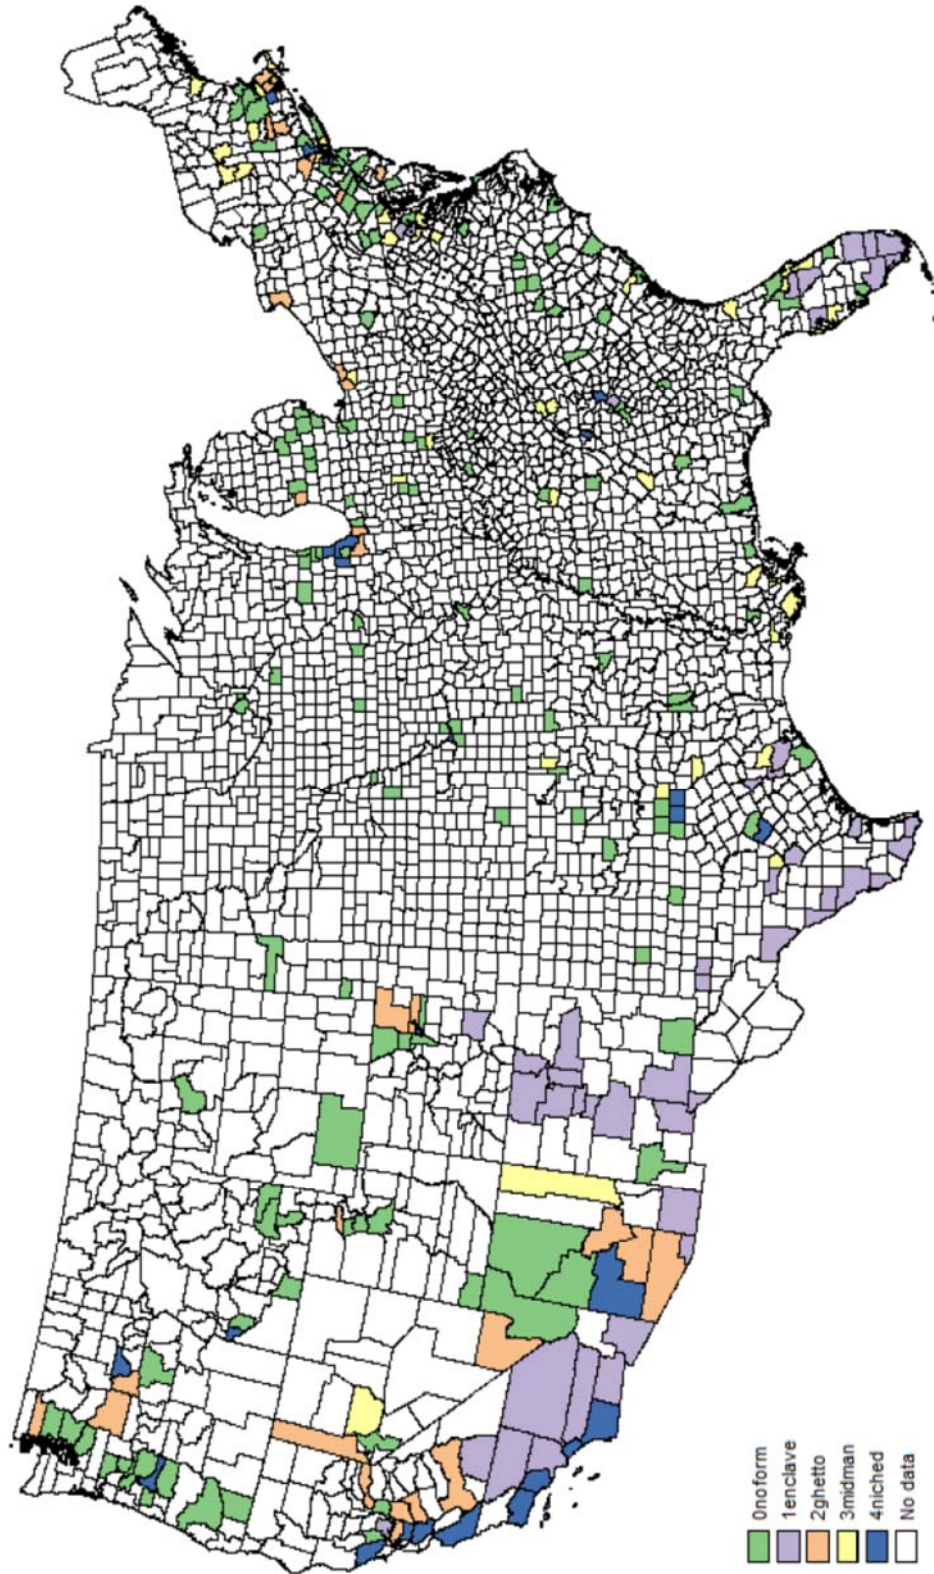 0noform
1enclave
2ghetto
3midman
4niched
No data